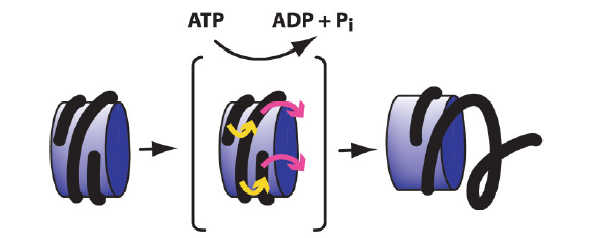 ATP ADP + Pi